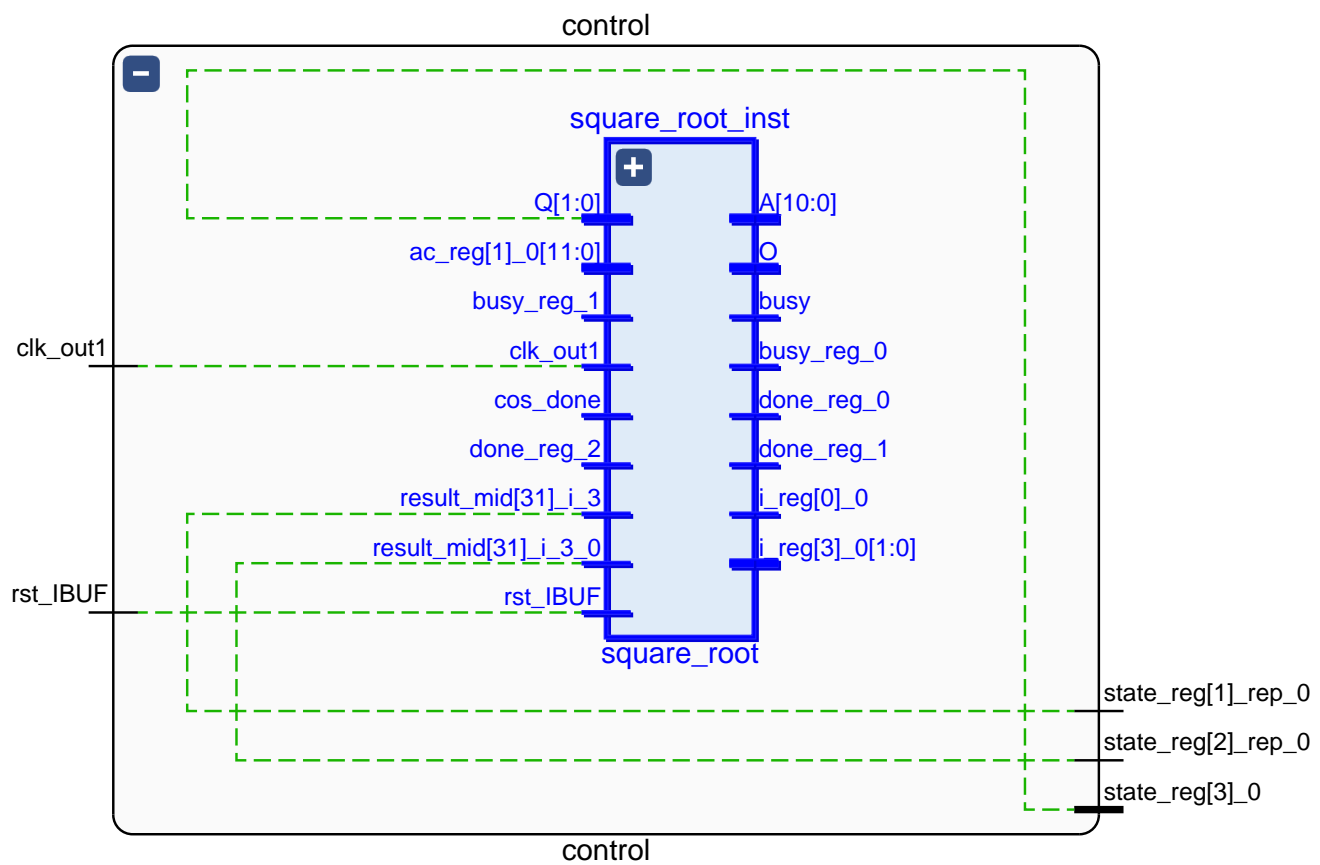 control
square_root_inst
Q[1:0] A[10:0]
ac_reg[1]_0[11:0] O
busy_reg_1 busy
clk_out1 clk_out1 busy_reg_0
cos_done done_reg_0
done_reg_2 done_reg_1
result_mid[31]_i_3 i_reg[0]_0
result_mid[31]_i_3_0 i_reg[3]_0[1:0]
rst_IBUF rst_IBUF
square_root
state_reg[1]_rep_0
state_reg[2]_rep_0
state_reg[3]_0
control